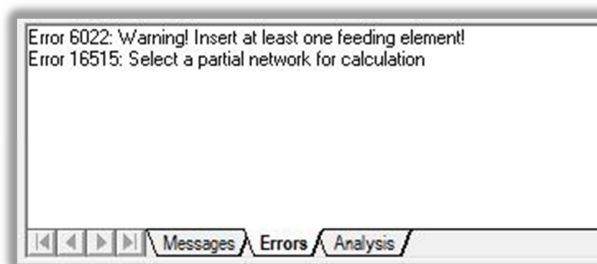 Error 6022: Warning! Insert at least one feeding element!
Error 16515: Select a partial network for calculation
Messages Errors Analysis